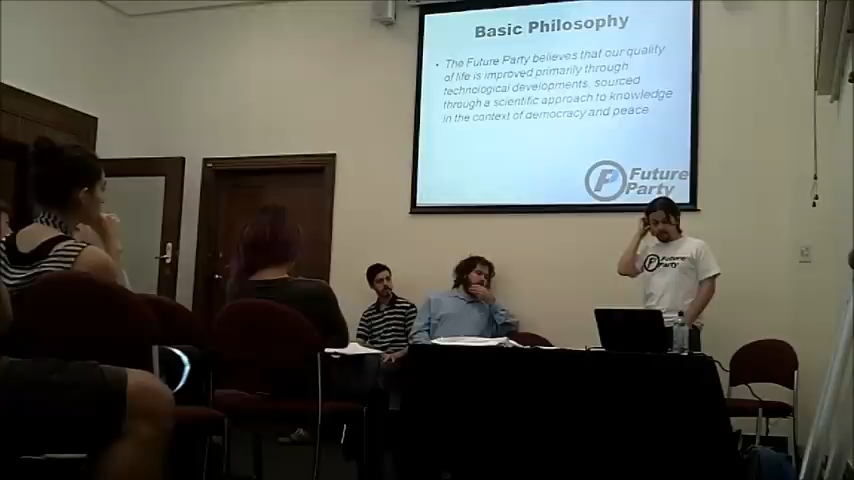 Basic Philosophy
• The Future Party believes that our quality
of life is improved primarily through
technological developments, sourced
through a scientific approach to knowledge
in the context of democracy and peace
Future
Party
Future
Party